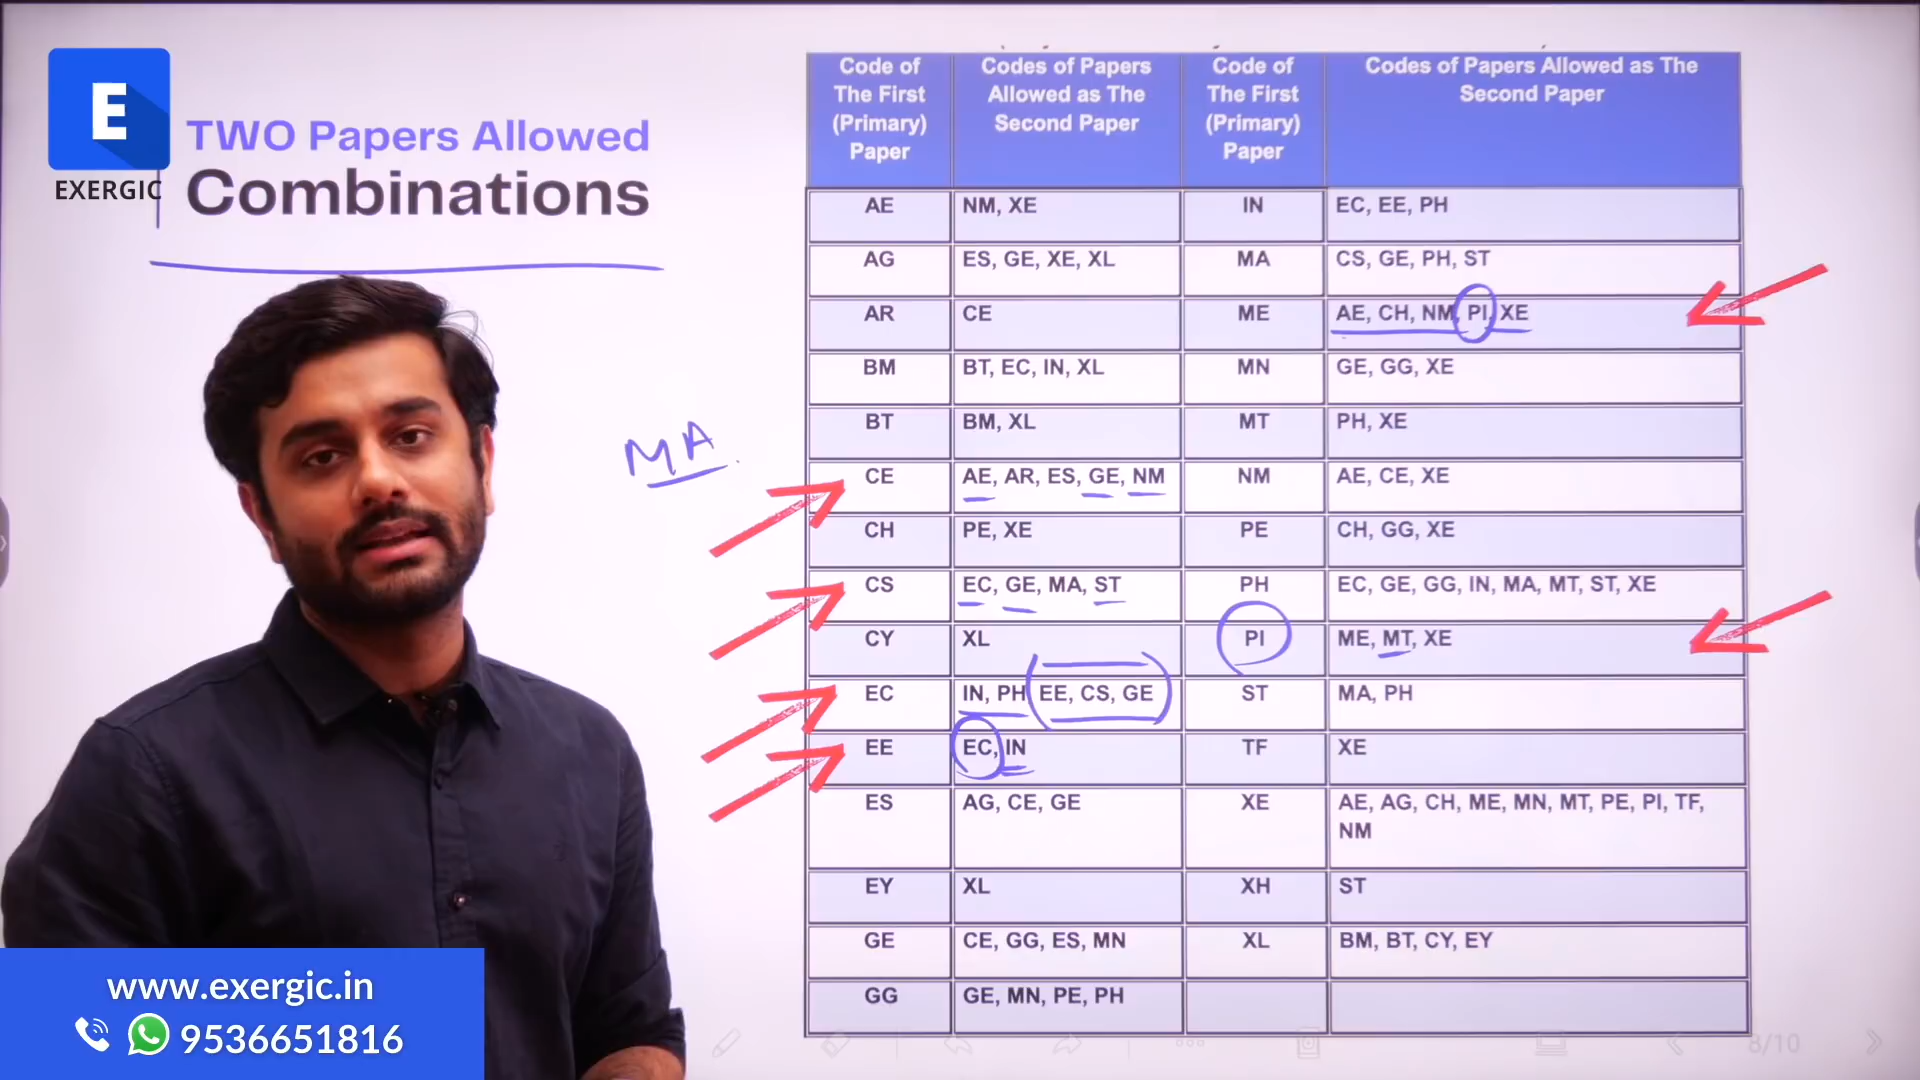 E
EXERGIC
TWO Papers Allowed
Combinations
MA
Code of The First (Primary) Paper
Codes of Papers Allowed as The Second Paper
Code of The First (Primary) Paper
Codes of Papers Allowed as The Second Paper
AE NM, XE IN EC, EE, PH
AG ES, GE, XE, XL MA CS, GE, PH, ST
AR CE ME AE, CH, NM, PI, XE
BM BT, EC, IN, XL MN GE, GG, XE
BT BM, XL MT PH, XE
CE AE, AR, ES, GE, NM NM AE, CE, XE
CH PE, XE PE CH, GG, XE
CS EC, GE, MA, ST PH EC, GE, GG, IN, MA, MT, ST, XE
CY XL PI ME, MT, XE
EC IN, PH EE, CS, GE ST MA, PH
EE EC, IN TF XE
ES AG, CE, GE XE AE, AG, CH, ME, MN, MT, PE, PI, TF,
NM
EY XL XH ST
GE CE, GG, ES, MN XL BM, BT, CY, EY
GG GE, MN, PE, PH
www.exergic.in
9536651816
8/10